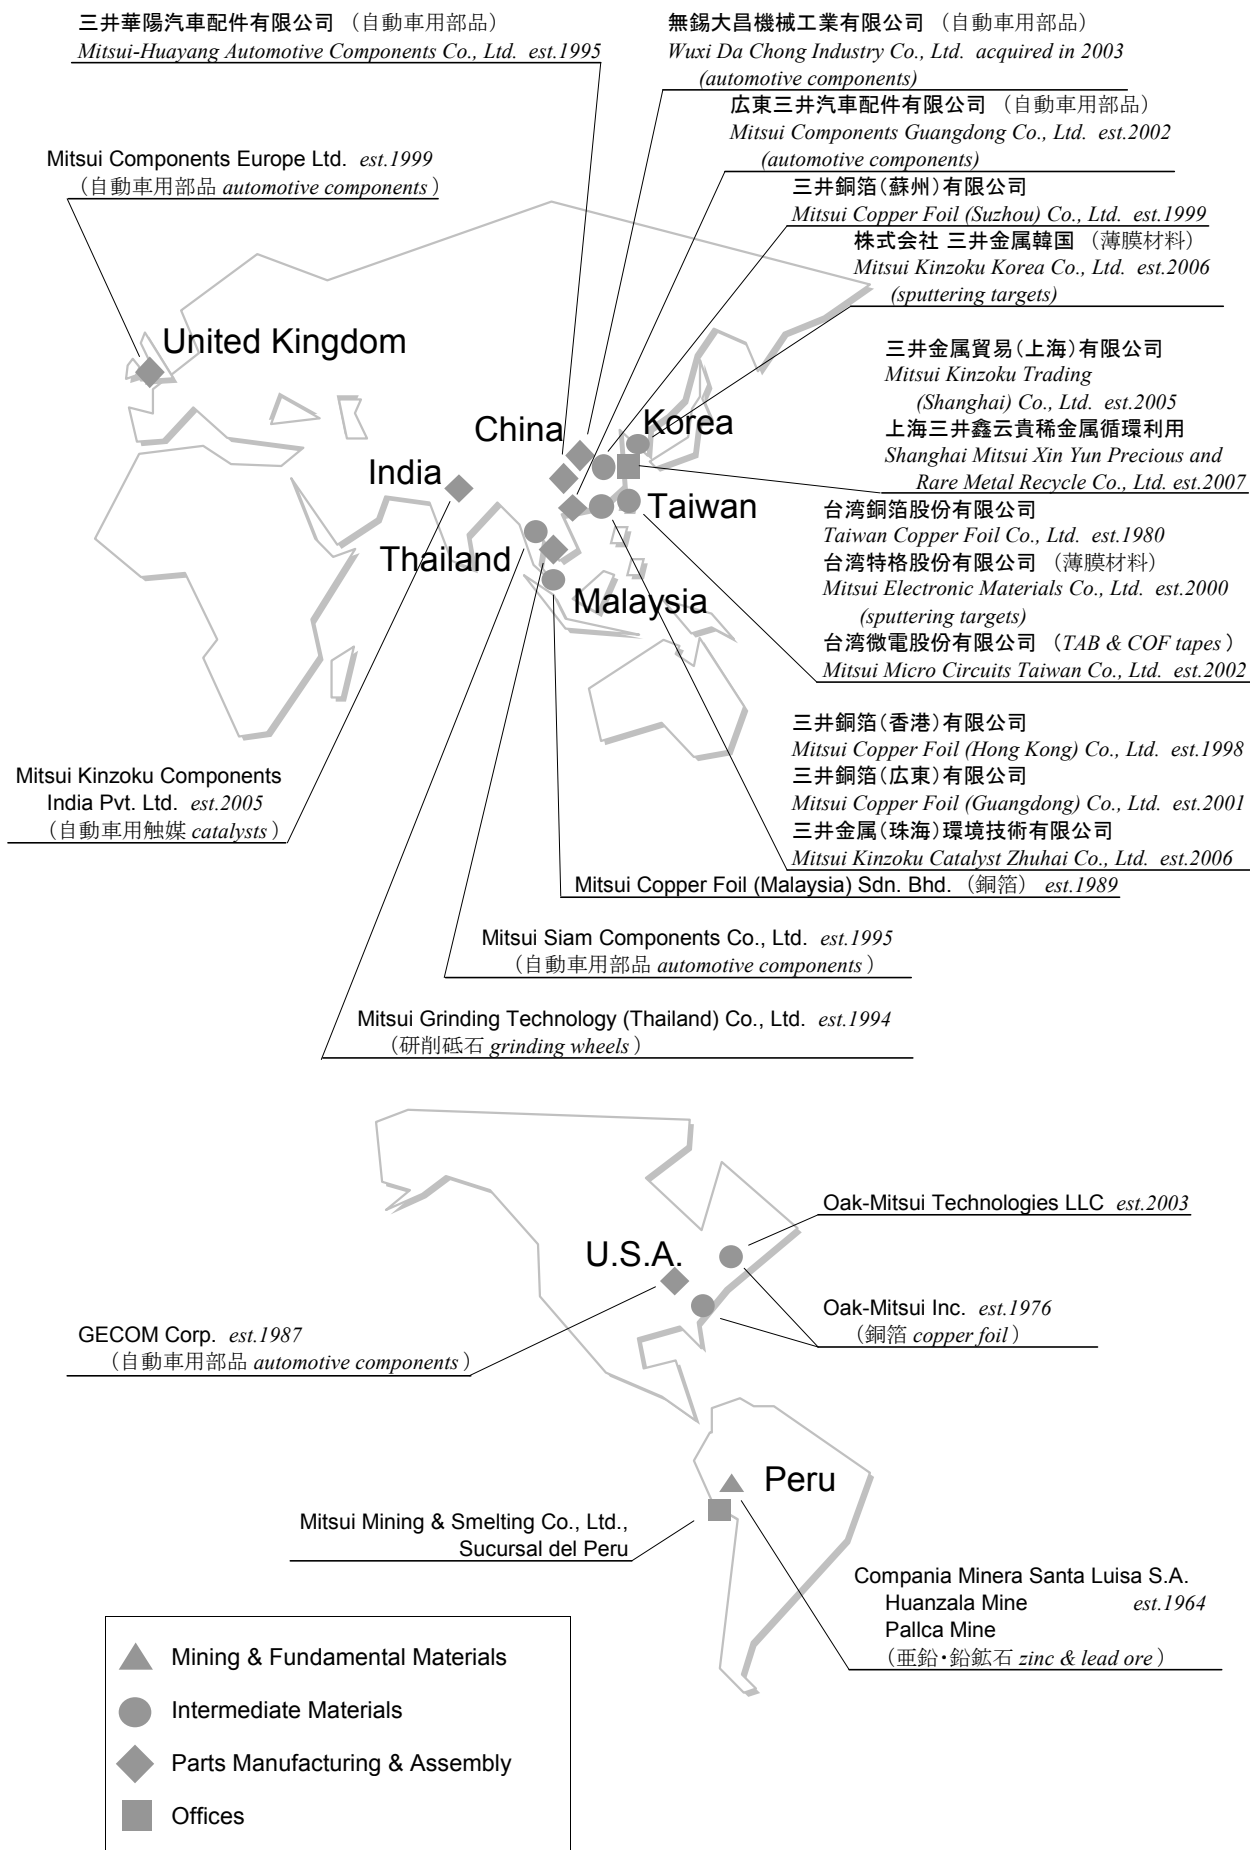 三井華陽汽車配件有限公司 （自動車用部品）
Mitsui-Huayang Automotive Components Co., Ltd. est.1995
無錫大昌機械工業有限公司 （自動車用部品）
Wuxi Da Chong Industry Co., Ltd. acquired in 2003
(automotive components)
広東三井汽車配件有限公司 （自動車用部品）
Mitsui Components Guangdong Co., Ltd. est.2002
(automotive components)
Mitsui Components Europe Ltd. est.1999
（自動車用部品 automotive components）
三井銅箔（蘇州）有限公司
Mitsui Copper Foil (Suzhou) Co., Ltd. est.1999
株式会社 三井金属韓国 （薄膜材料）
Mitsui Kinzoku Korea Co., Ltd. est.2006
(sputtering targets)
United Kingdom
三井金属貿易（上海）有限公司
Mitsui Kinzoku Trading
(Shanghai) Co., Ltd. est.2005
上海三井鑫云貴稀金属循環利用
Shanghai Mitsui Xin Yun Precious and
Rare Metal Recycle Co., Ltd. est.2007
China
Korea
India
Taiwan
Thailand
Malaysia
台湾銅箔股份有限公司
Taiwan Copper Foil Co., Ltd. est.1980
台湾特格股份有限公司 （薄膜材料）
Mitsui Electronic Materials Co., Ltd. est.2000
(sputtering targets)
台湾微電股份有限公司 （TAB & COF tapes）
Mitsui Micro Circuits Taiwan Co., Ltd. est.2002
三井銅箔（香港）有限公司
Mitsui Copper Foil (Hong Kong) Co., Ltd. est.1998
三井銅箔（広東）有限公司
Mitsui Copper Foil (Guangdong) Co., Ltd. est.2001
三井金属（珠海）環境技術有限公司
Mitsui Kinzoku Catalyst Zhuhai Co., Ltd. est.2006
Mitsui Kinzoku Components
India Pvt. Ltd. est.2005
（自動車用触媒 catalysts）
Mitsui Copper Foil (Malaysia) Sdn. Bhd. （銅箔） est.1989
Mitsui Siam Components Co., Ltd. est.1995
（自動車用部品 automotive components）
Mitsui Grinding Technology (Thailand) Co., Ltd. est.1994
（研削砥石 grinding wheels）
Oak-Mitsui Technologies LLC est.2003
U.S.A.
Oak-Mitsui Inc. est.1976
（銅箔 copper foil）
GECOM Corp. est.1987
（自動車用部品 automotive components）
Peru
Mitsui Mining & Smelting Co., Ltd.,
Sucursal del Peru
Compania Minera Santa Luisa S.A.
Huanzala Mine est.1964
Pallca Mine
（亜鉛・鉛鉱石 zinc & lead ore）
Mining & Fundamental Materials
Intermediate Materials
Parts Manufacturing & Assembly
Offices